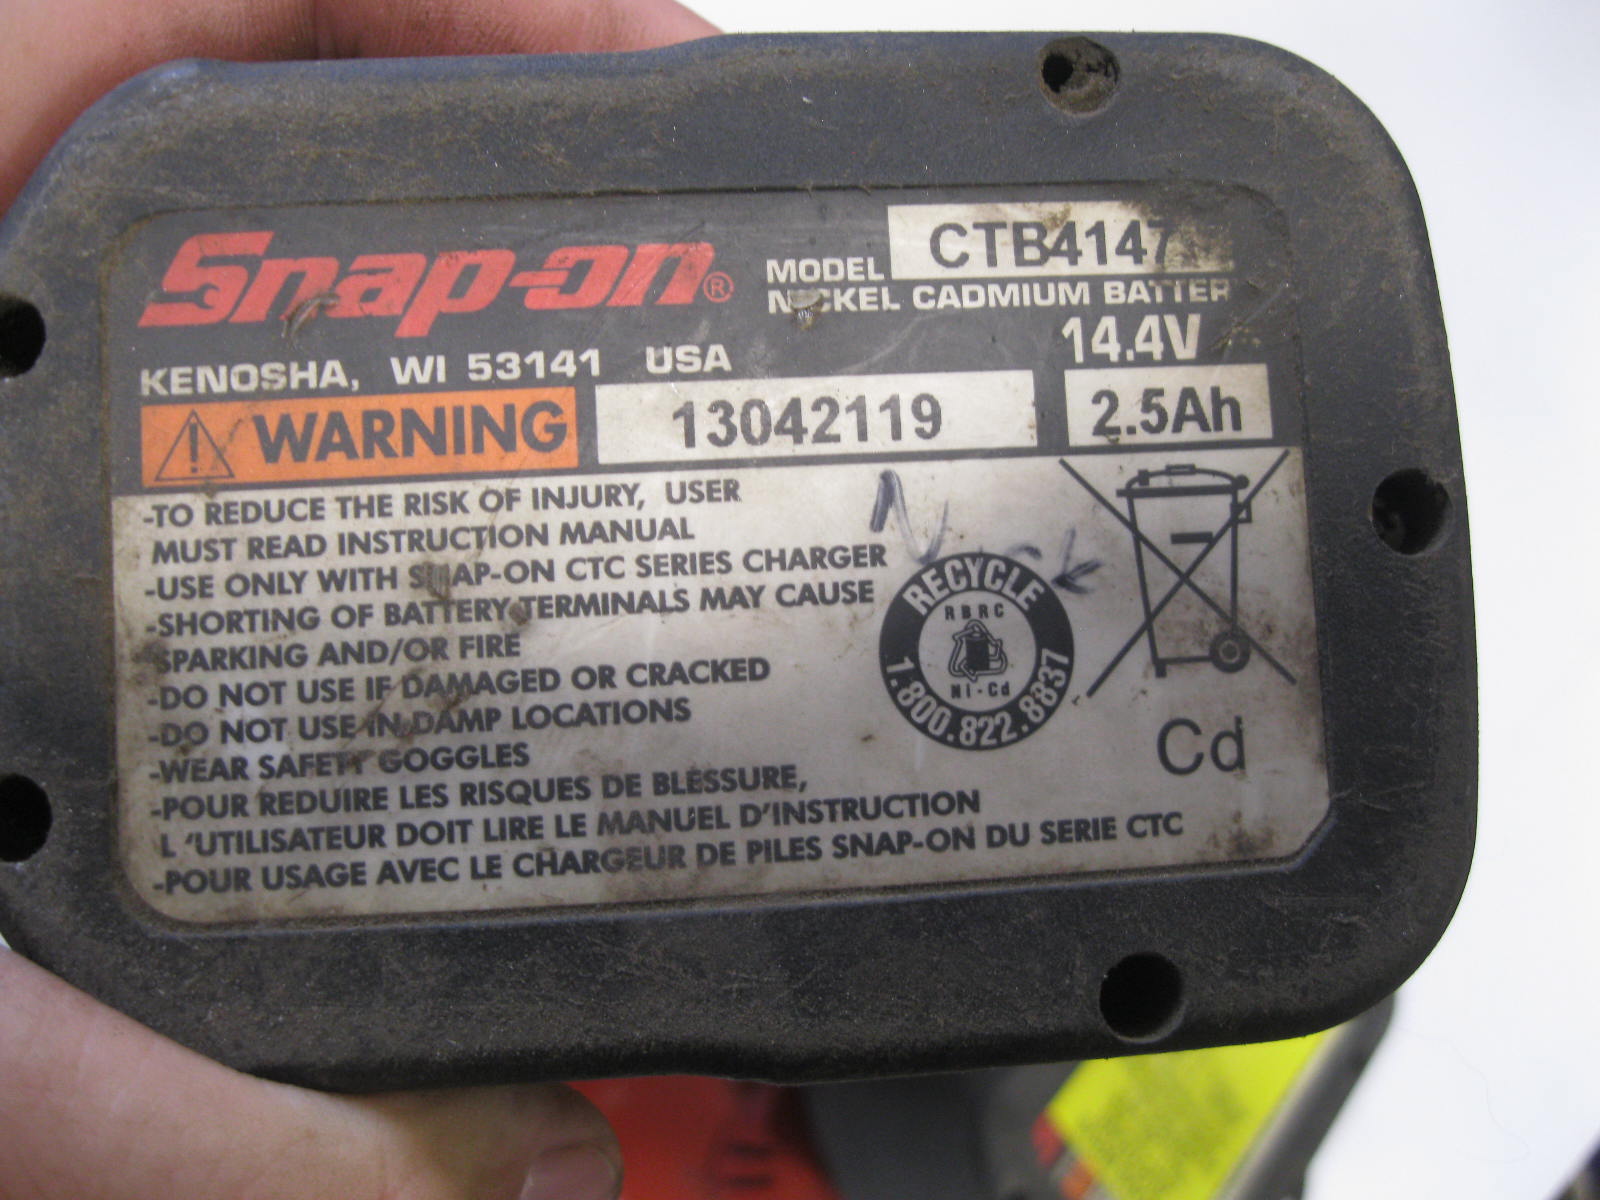 Snap-on®
MODEL CTB4147
NICKEL CADMIUM BATTER
14.4V
KENOSHA, WI 53141 USA
WARNING 13042119 2.5Ah
-TO REDUCE THE RISK OF INJURY, USER
MUST READ INSTRUCTION MANUAL
-USE ONLY WITH SNAP-ON CTC SERIES CHARGER
-SHORTING OF BATTERY TERMINALS MAY CAUSE
SPARKING AND/OR FIRE
-DO NOT USE IF DAMAGED OR CRACKED
-DO NOT USE IN DAMP LOCATIONS
-WEAR SAFETY GOGGLES
-POUR REDUIRE LES RISQUES DE BLESSURE,
L 'UTILISATEUR DOIT LIRE LE MANUEL D'INSTRUCTION
-POUR USAGE AVEC LE CHARGEUR DE PILES SNAP-ON DU SERIE CTC
RECYCLE
RBRC
Ni-Cd
1.800.822.8837
Cd